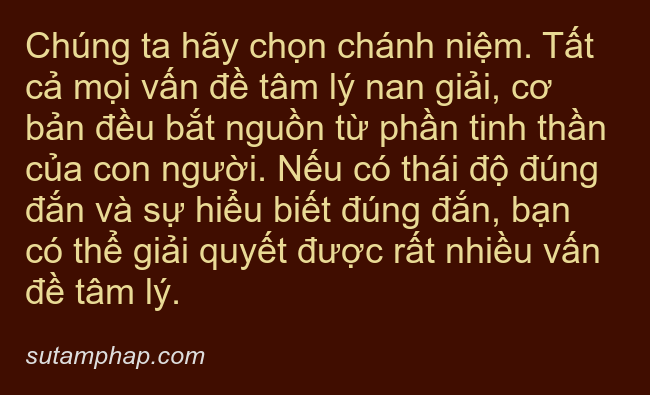 Chúng ta hãy chọn chánh niệm. Tất
cả mọi vấn đề tâm lý nan giải, cơ
bản đều bắt nguồn từ phần tinh thần
của con người. Nếu có thái độ đúng
đắn và sự hiểu biết đúng đắn, bạn
có thể giải quyết được rất nhiều vấn
đề tâm lý.
sutamphap.com